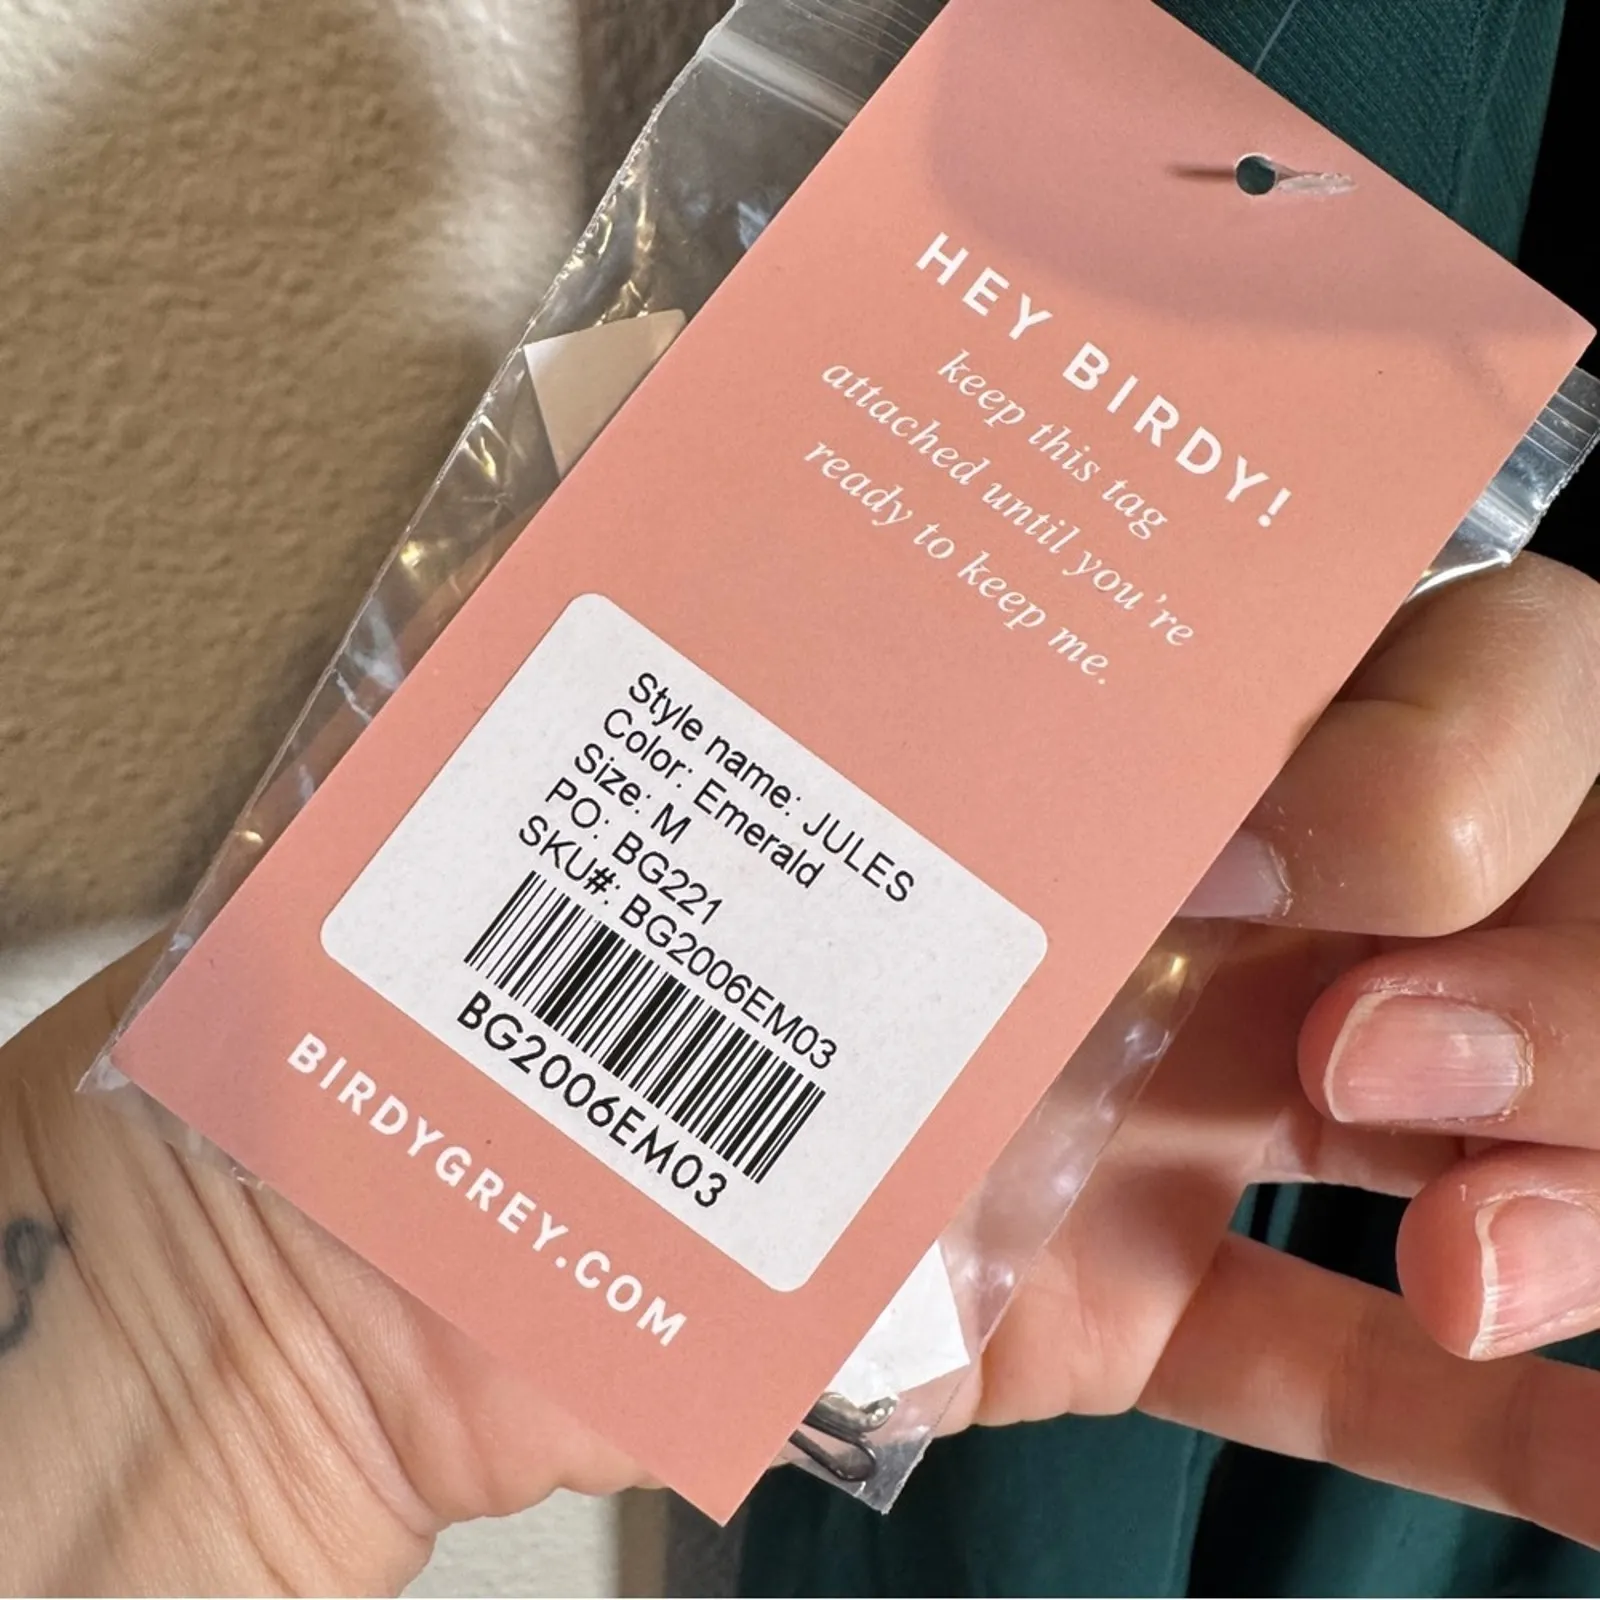 HEY BIRDY!
keep this tag
attached until you're
ready to keep me.
Style name: JULES
Color: Emerald
Size: M
PO: BG221
SKU#: BG2006EM03
BG2006EM03
BIRDYGREY.COM